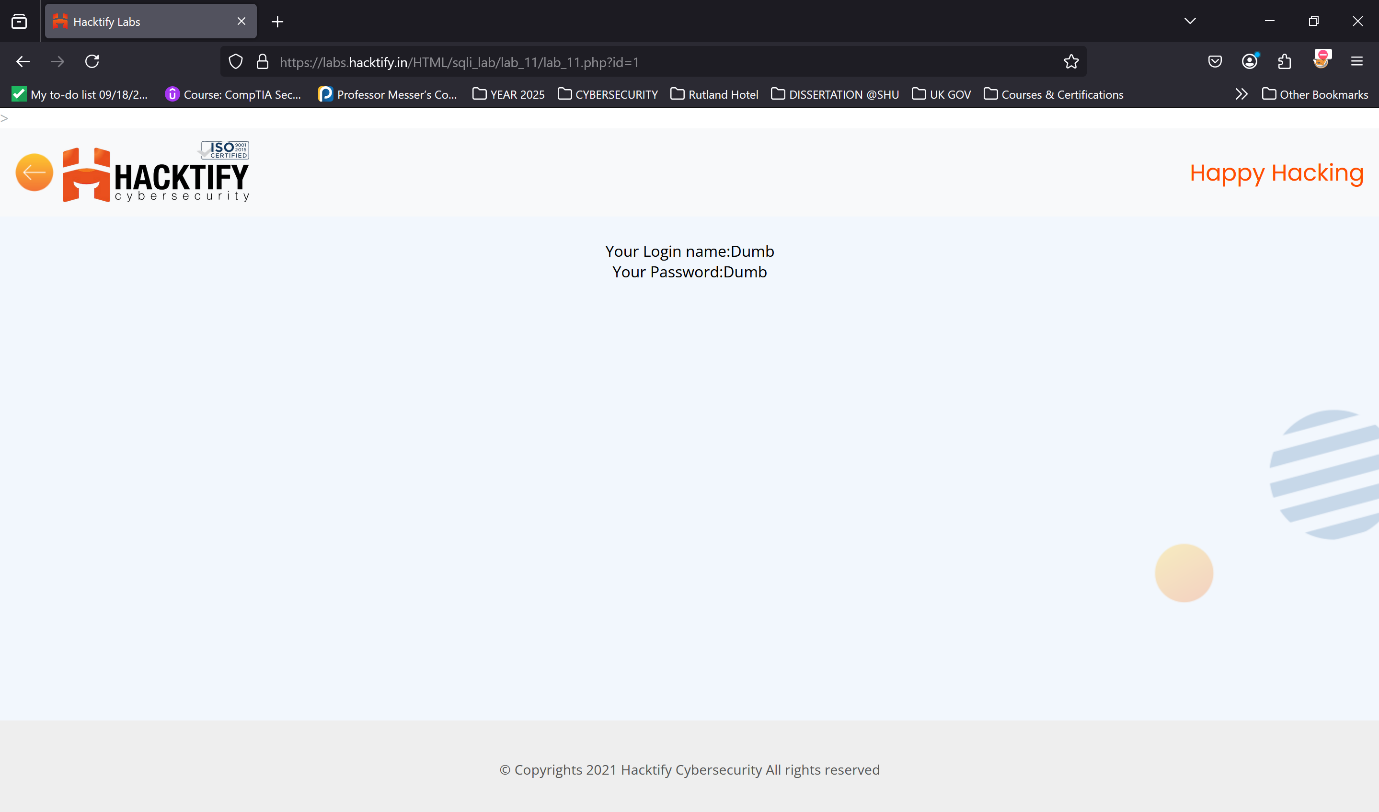 Hacktify Labs
https://labs.hacktify.in/HTML/sqli_lab/lab_11/lab_11.php?id=1
My to-do list 09/18/2...
Course: CompTIA Sec...
Professor Messer's Co...
YEAR 2025
CYBERSECURITY
Rutland Hotel
DISSERTATION @SHU
UK GOV
Courses & Certifications
Other Bookmarks
>
ISO 9001 2015
CERTIFIED
HACKTIFY
cybersecurity
Happy Hacking
Your Login name:Dumb
Your Password:Dumb
© Copyrights 2021 Hacktify Cybersecurity All rights reserved